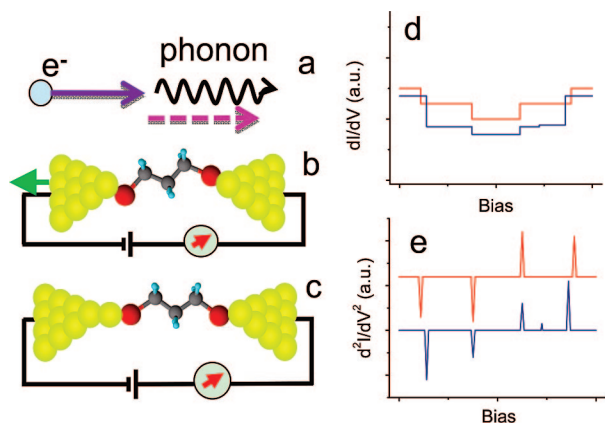 phonon
e-
a
b
c
d
dI/dV (a.u.)
Bias
e
d²I/dV² (a.u.)
Bias